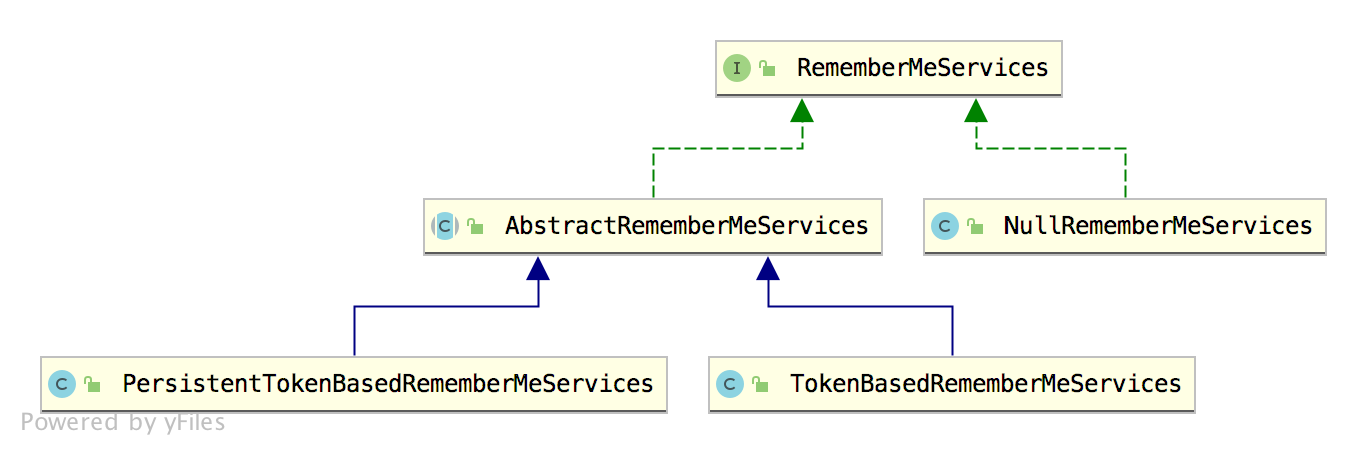 I RememberMeServices
C AbstractRememberMeServices
C NullRememberMeServices
C PersistentTokenBasedRememberMeServices
C TokenBasedRememberMeServices
Powered by yFiles